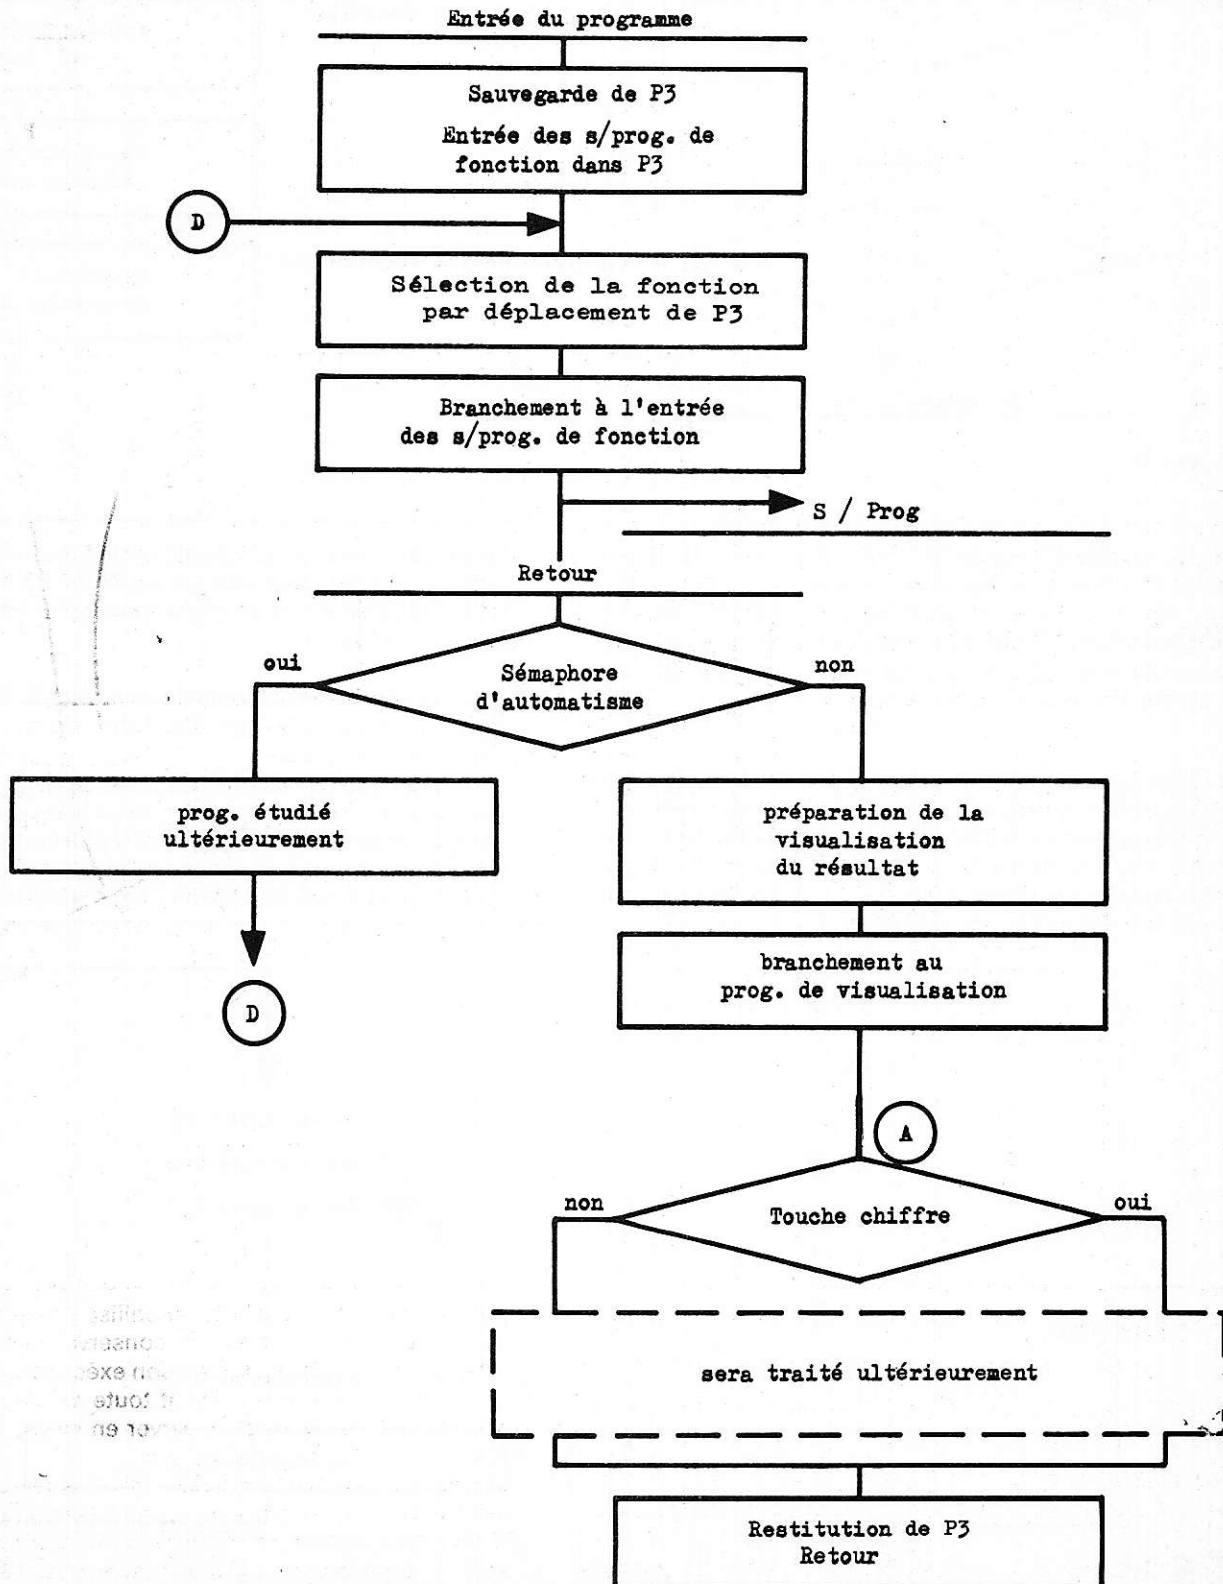 Entrée du programme
Sauvegarde de P3
Entrée des s/prog. de
fonction dans P3
D
Sélection de la fonction
par déplacement de P3
Branchement à l'entrée
des s/prog. de fonction
S / Prog
Retour
oui
Sémaphore
d'automatisme
non
prog. étudié
ultérieurement
préparation de la
visualisation
du résultat
branchement au
prog. de visualisation
D
A
non
Touche chiffre
oui
sera traité ultérieurement
Restitution de P3
Retour